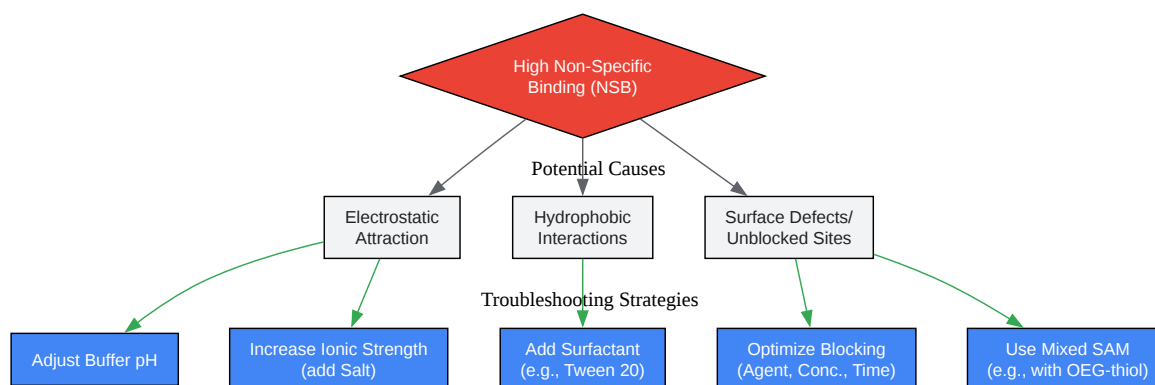 High Non-Specific
Binding (NSB)
Potential Causes
Electrostatic
Attraction
Hydrophobic
Interactions
Surface Defects/
Unblocked Sites
Troubleshooting Strategies
Adjust Buffer pH
Increase Ionic Strength
(add Salt)
Add Surfactant
(e.g., Tween 20)
Optimize Blocking
(Agent, Conc., Time)
Use Mixed SAM
(e.g., with OEG-thiol)